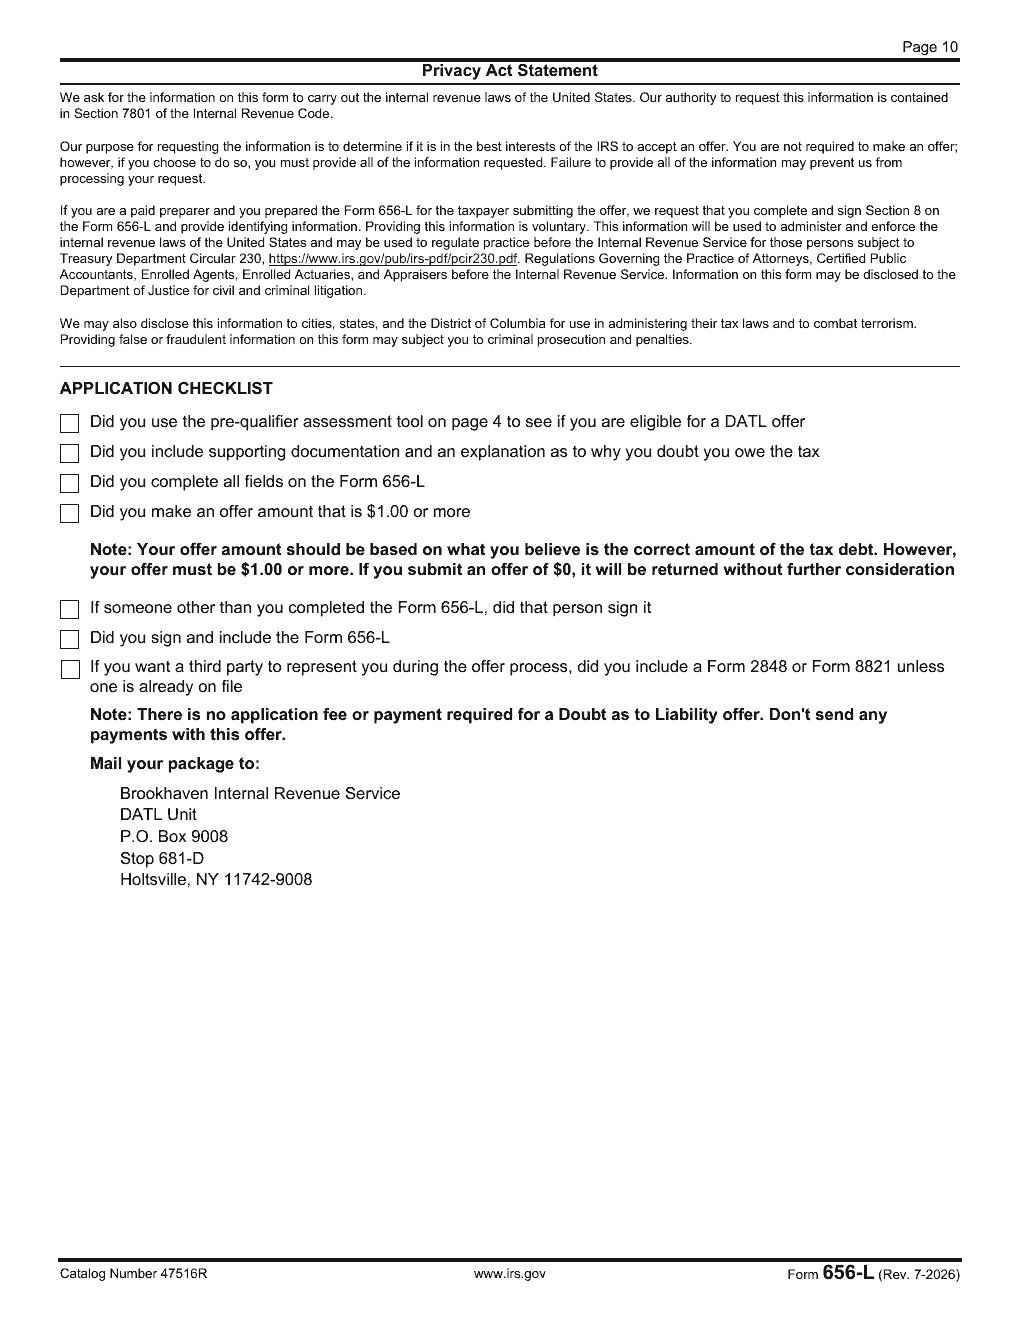 Page 10
Privacy Act Statement
We ask for the information on this form to carry out the internal revenue laws of the United States. Our authority to request this information is contained
in Section 7801 of the Internal Revenue Code.
Our purpose for requesting the information is to determine if it is in the best interests of the IRS to accept an offer. You are not required to make an offer;
however, if you choose to do so, you must provide all of the information requested. Failure to provide all of the information may prevent us from
processing your request.
If you are a paid preparer and you prepared the Form 656-L for the taxpayer submitting the offer, we request that you complete and sign Section 8 on
the Form 656-L and provide identifying information. Providing this information is voluntary. This information will be used to administer and enforce the
internal revenue laws of the United States and may be used to regulate practice before the Internal Revenue Service for those persons subject to
Treasury Department Circular 230, https://www.irs.gov/pub/irs-pdf/pcir230.pdf. Regulations Governing the Practice of Attorneys, Certified Public
Accountants, Enrolled Agents, Enrolled Actuaries, and Appraisers before the Internal Revenue Service. Information on this form may be disclosed to the
Department of Justice for civil and criminal litigation.
We may also disclose this information to cities, states, and the District of Columbia for use in administering their tax laws and to combat terrorism.
Providing false or fraudulent information on this form may subject you to criminal prosecution and penalties.
APPLICATION CHECKLIST
Did you use the pre-qualifier assessment tool on page 4 to see if you are eligible for a DATL offer
Did you include supporting documentation and an explanation as to why you doubt you owe the tax
Did you complete all fields on the Form 656-L
Did you make an offer amount that is $1.00 or more
Note: Your offer amount should be based on what you believe is the correct amount of the tax debt. However,
your offer must be $1.00 or more. If you submit an offer of $0, it will be returned without further consideration
If someone other than you completed the Form 656-L, did that person sign it
Did you sign and include the Form 656-L
If you want a third party to represent you during the offer process, did you include a Form 2848 or Form 8821 unless
one is already on file
Note: There is no application fee or payment required for a Doubt as to Liability offer. Don't send any
payments with this offer.
Mail your package to:
Brookhaven Internal Revenue Service
DATL Unit
P.O. Box 9008
Stop 681-D
Holtsville, NY 11742-9008
Catalog Number 47516R www.irs.gov Form 656-L (Rev. 7-2026)